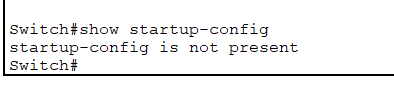 Switch#show startup-config
startup-config is not present
Switch#